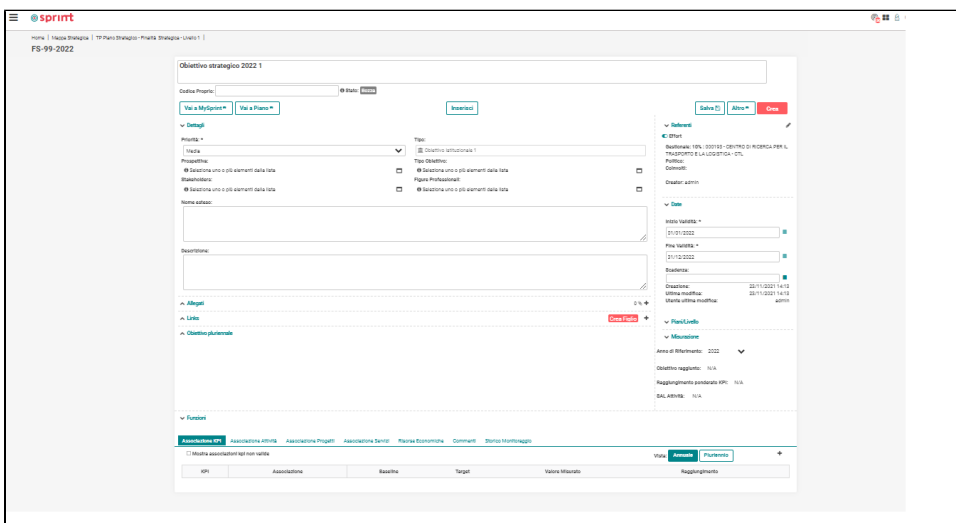 sprint
Home | Mappa Strategica | TP Piano Strategico - Finalità Strategica - Livello 1 |
FS-99-2022
Obiettivo strategico 2022 1
Codice Proprio:
Stato: Bozza
Vai a MySprint Vai a Piano Inserisci Salva Altro Crea
Dettagli
Priorità: * Tipo:
Media Obiettivo Istituzionale 1
Prospettive: Tipo Obiettivo:
Seleziona uno o più elementi dalla lista Seleziona uno o più elementi dalla lista
Stakeholders: Figure Professionali:
Seleziona uno o più elementi dalla lista Seleziona uno o più elementi dalla lista
Nome esteso:
Descrizione:
Allegati 0 %
Links Crea Figlio
Obiettivo pluriennale
Referenti
Effort
Gestionale: 10% : 000193 - CENTRO DI RICERCA PER IL
TRASPORTO E LA LOGISTICA - CTL
Politico:
Coinvolti:
Creator: admin
Date
Inizio Validità: *
01/01/2022
Fine Validità: *
31/12/2022
Scadenza:
Creazione: 23/11/2021 14:13
Ultima modifica: 23/11/2021 14:13
Utente ultima modifica: admin
Piani/Livello
Misurazione
Anno di Riferimento: 2022
Obiettivo raggiunto: N/A
Raggiungimento ponderato KPI: N/A
SAL Attività: N/A
Funzioni
Associazione KPI Associazione Attività Associazione Progetti Associazione Servizi Risorse Economiche Commenti Storico Monitoraggio
Mostra associazioni kpi non valide
Vista: Annuale Pluriennio
KPI Associazione Baseline Target Valore Misurato Raggiungimento